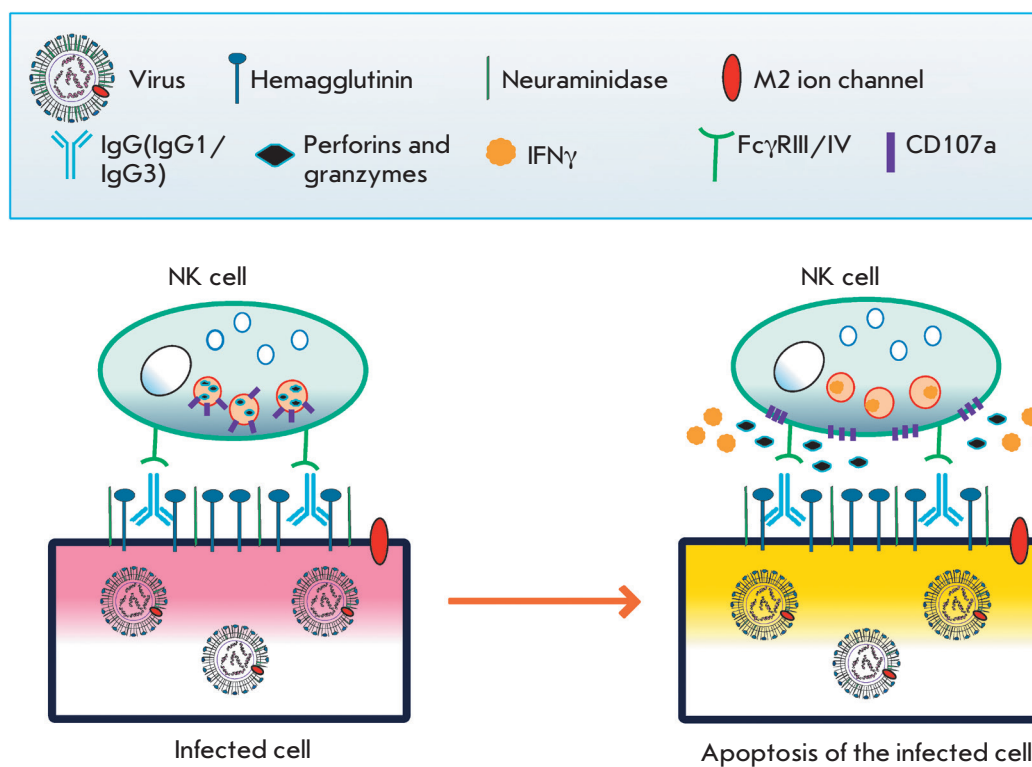 Virus
Hemagglutinin
Neuraminidase
M2 ion channel
IgG(IgG1/
IgG3)
Perforins and
granzymes
IFNγ
FcγRIII/IV
CD107a
NK cell
NK cell
Infected cell
Apoptosis of the infected cell